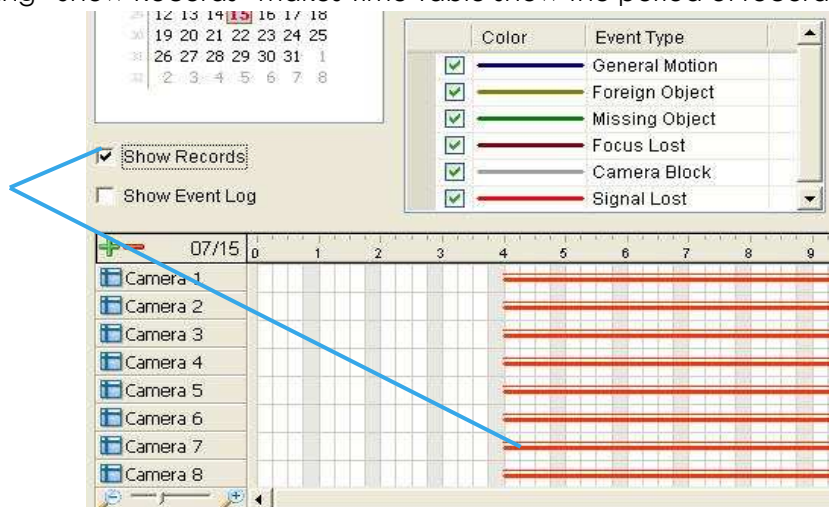 12 13 14 15 16 17 18
30 19 20 21 22 23 24 25
31 26 27 28 29 30 31 1
32 2 3 4 5 6 7 8
Color Event Type
General Motion
Foreign Object
Missing Object
Focus Lost
Camera Block
Signal Lost
Show Records
Show Event Log
07/15 0 1 2 3 4 5 6 7 8 9
Camera 1
Camera 2
Camera 3
Camera 4
Camera 5
Camera 6
Camera 7
Camera 8